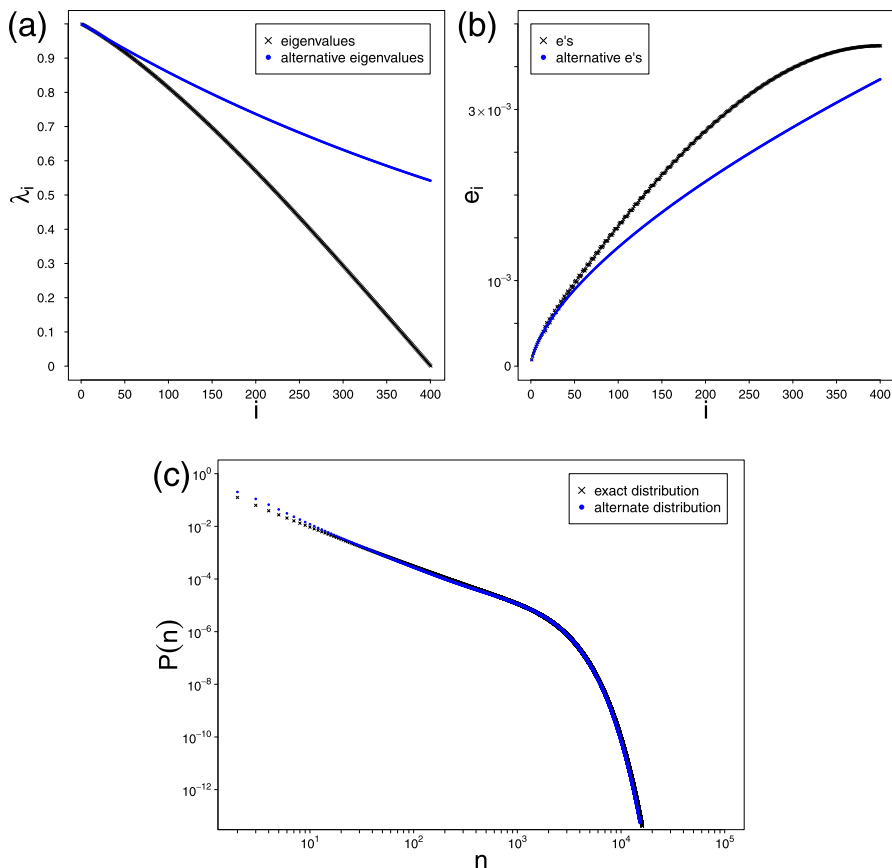 (a)
× eigenvalues
• alternative eigenvalues
0.9
0.8
0.7
0.6
0.5
0.4
0.3
0.2
0.1
0
λi
0 50 100 150 200 250 300 350 400
i
(b)
× e's
• alternative e's
3×10⁻³
10⁻³
0
ei
0 50 100 150 200 250 300 350 400
i
(c)
× exact distribution
• alternate distribution
10⁰
10⁻²
10⁻⁴
10⁻⁶
10⁻⁸
10⁻¹⁰
10⁻¹²
P(n)
10¹ 10² 10³ 10⁴ 10⁵
n